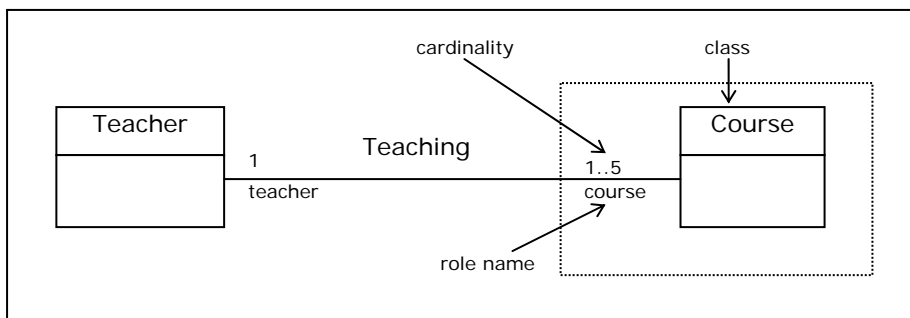 cardinality
class
Teacher
Course
Teaching
1
1..5
teacher
course
role name